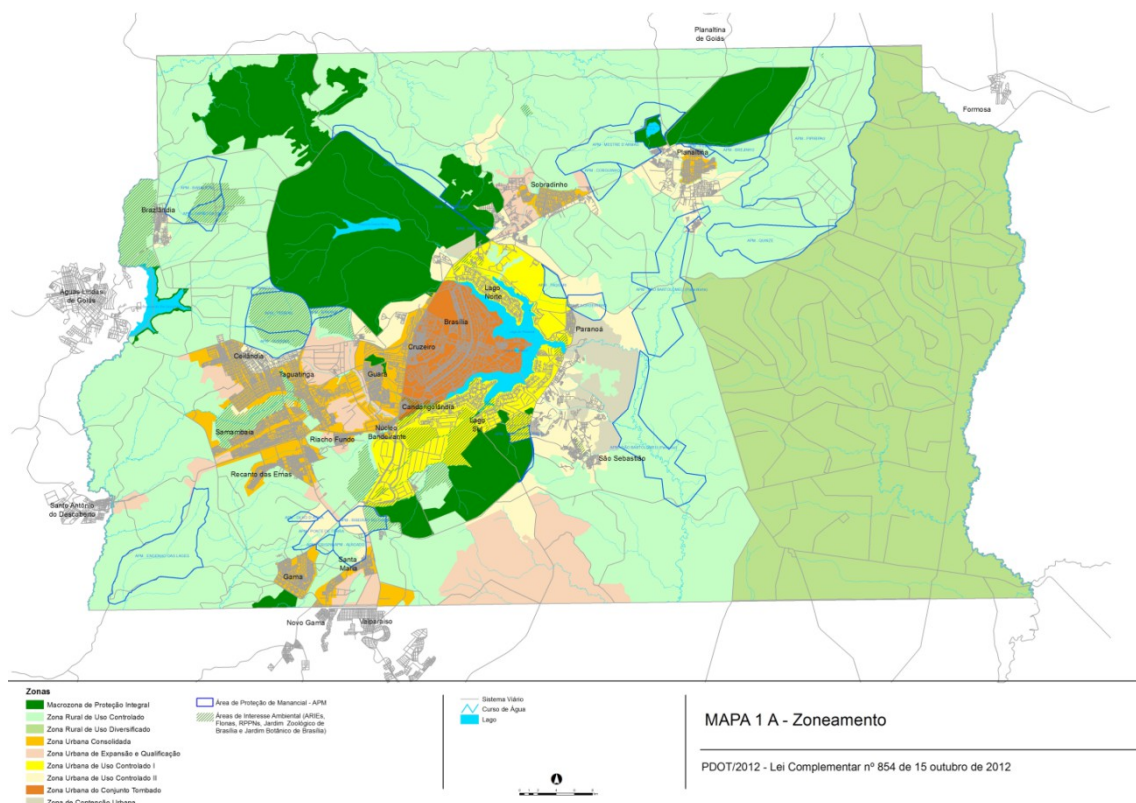 Planaltina
de Goiás
Formosa
Planaltina
Sobradinho
Brazlândia
Águas Lindas
de Goiás
Lago
Norte
Brasília
Paranoá
Cruzeiro
Ceilândia
Taguatinga
Guará
Candangolândia
Lago
Sul
Núcleo
Bandeirante
Samambaia
Riacho Fundo
São Sebastião
Recanto das Emas
Santo Antônio
do Descoberto
Santa
Maria
Gama
Novo Gama
Valparaíso
Zonas
Macrozona de Proteção Integral
Zona Rural de Uso Controlado
Zona Rural de Uso Diversificado
Zona Urbana Consolidada
Zona Urbana de Expansão e Qualificação
Zona Urbana de Uso Controlado I
Zona Urbana de Uso Controlado II
Zona Urbana do Conjunto Tombado
Zona de Contenção Urbana
Área de Proteção de Manancial - APM
Áreas de Interesse Ambiental (ARIEs,
Flonas, RPPNs, Jardim Zoológico de
Brasília e Jardim Botânico de Brasília)
Sistema Viário
Curso de Água
Lago
MAPA 1 A - Zoneamento
PDOT/2012 - Lei Complementar nº 854 de 15 outubro de 2012